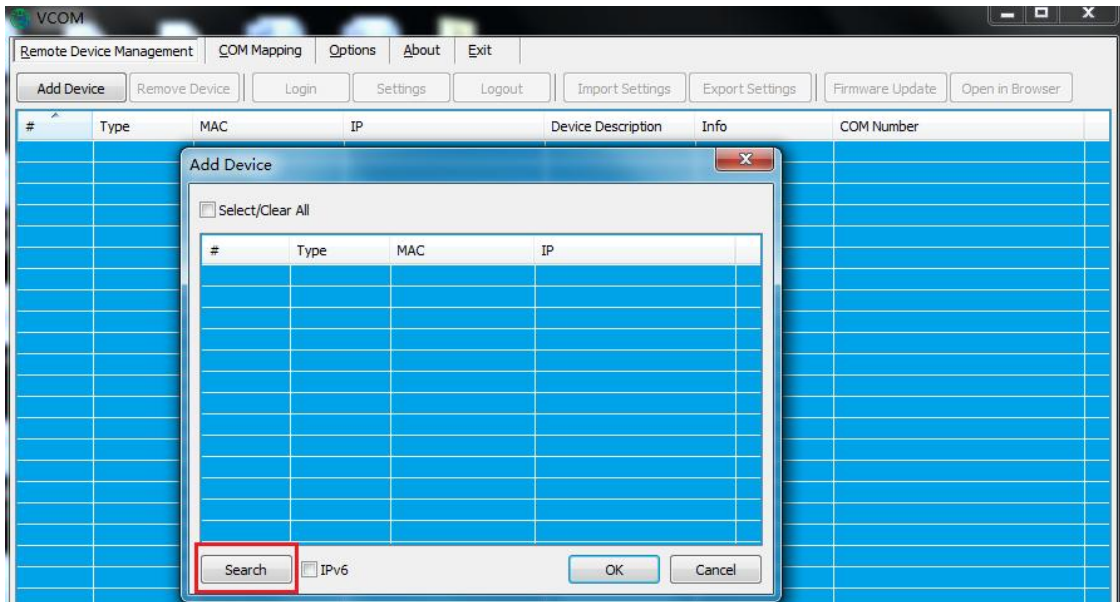 VCOM
Remote Device Management COM Mapping Options About Exit
Add Device Remove Device Login Settings Logout Import Settings Export Settings Firmware Update Open in Browser
# Type MAC IP Device Description Info COM Number
Add Device
Select/Clear All
# Type MAC IP
Search IPv6 OK Cancel